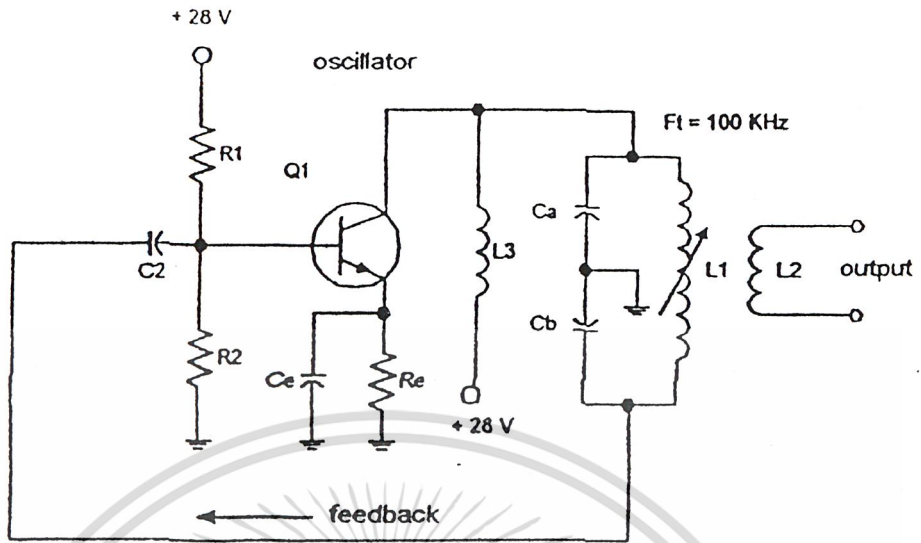 + 28 V
oscillator
Ft = 100 KHz
R1
Q1
Ca
C2
L3
L1
L2
output
Cb
R2
Ce
Re
+ 28 V
feedback